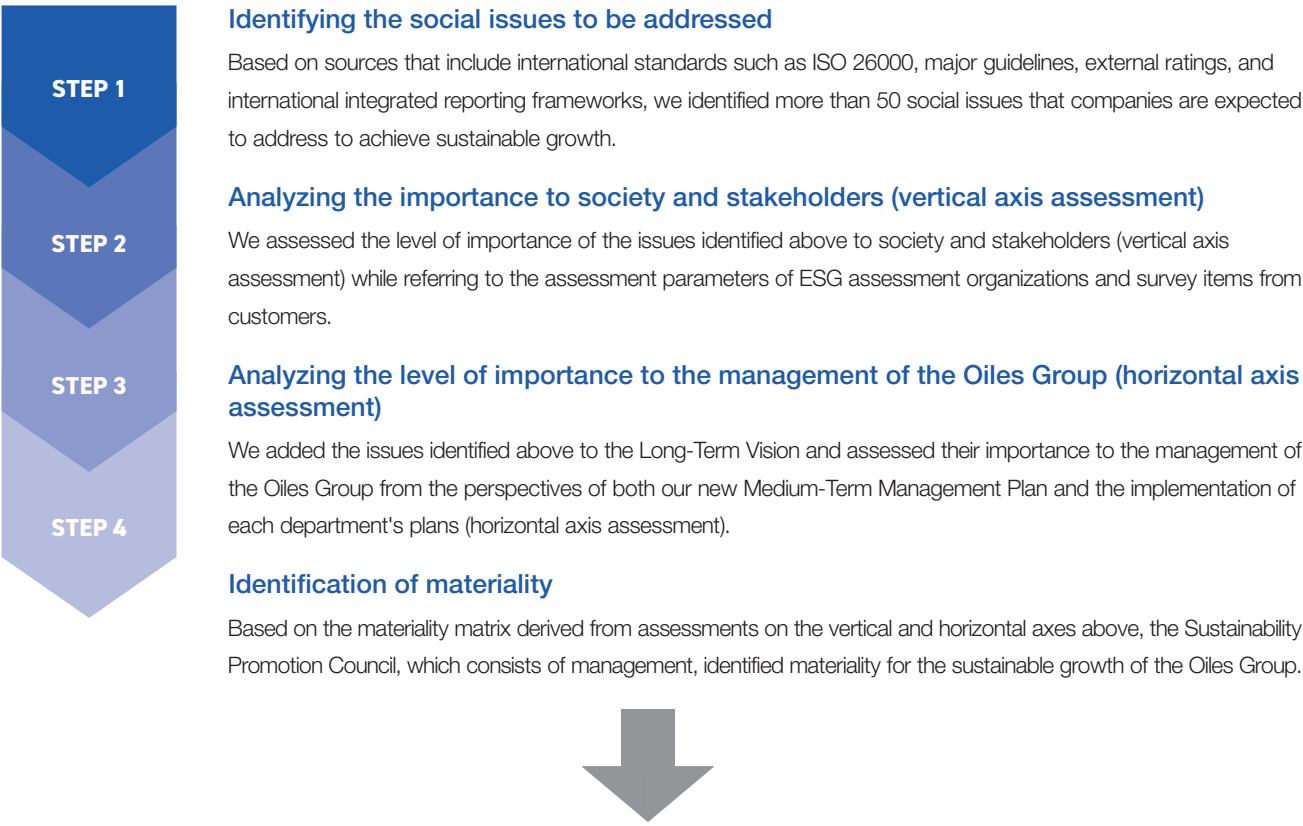 STEP 1
Identifying the social issues to be addressed
Based on sources that include international standards such as ISO 26000, major guidelines, external ratings, and
international integrated reporting frameworks, we identified more than 50 social issues that companies are expected
to address to achieve sustainable growth.
STEP 2
Analyzing the importance to society and stakeholders (vertical axis assessment)
We assessed the level of importance of the issues identified above to society and stakeholders (vertical axis
assessment) while referring to the assessment parameters of ESG assessment organizations and survey items from
customers.
STEP 3
Analyzing the level of importance to the management of the Oiles Group (horizontal axis
assessment)
We added the issues identified above to the Long-Term Vision and assessed their importance to the management of
the Oiles Group from the perspectives of both our new Medium-Term Management Plan and the implementation of
each department's plans (horizontal axis assessment).
STEP 4
Identification of materiality
Based on the materiality matrix derived from assessments on the vertical and horizontal axes above, the Sustainability
Promotion Council, which consists of management, identified materiality for the sustainable growth of the Oiles Group.